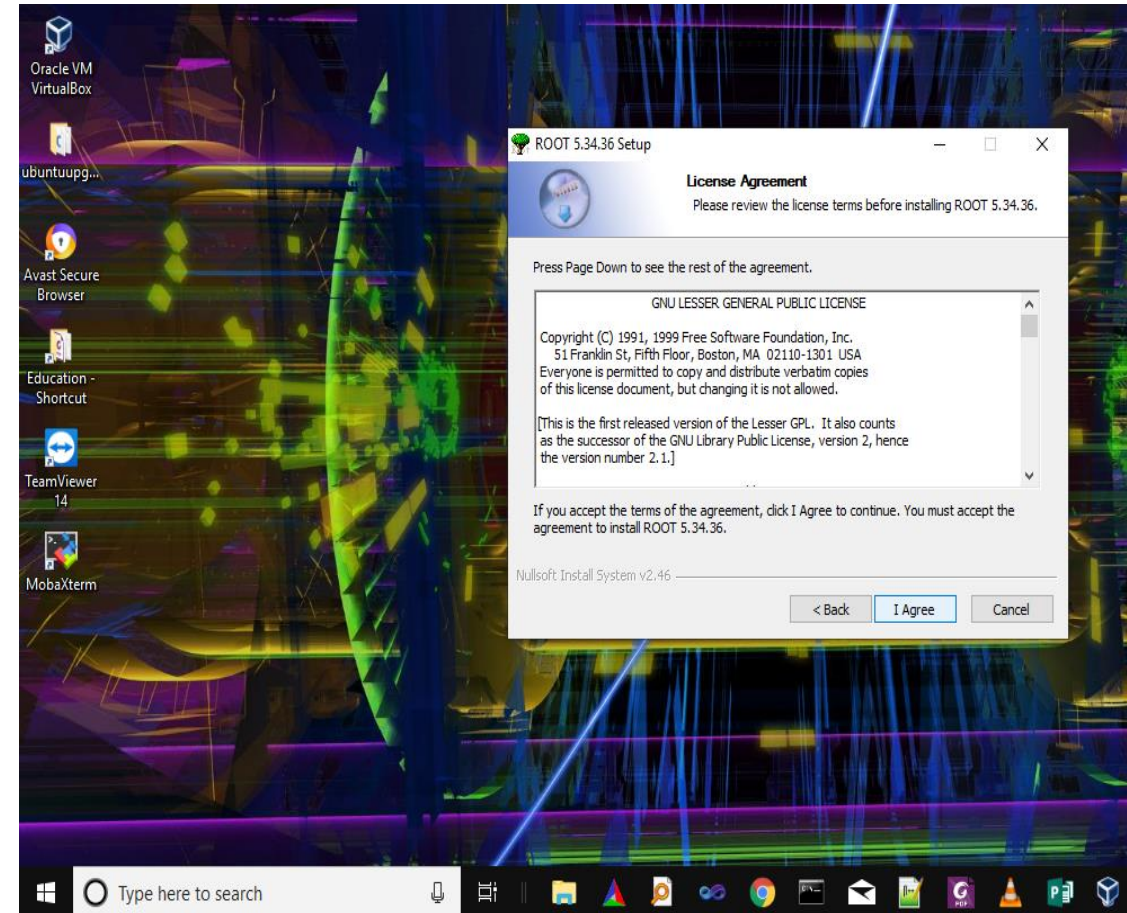 Oracle VM
VirtualBox
ubuntuupg...
Avast Secure
Browser
Education -
Shortcut
TeamViewer
14
MobaXterm
ROOT 5.34.36 Setup
License Agreement
Please review the license terms before installing ROOT 5.34.36.
Press Page Down to see the rest of the agreement.
GNU LESSER GENERAL PUBLIC LICENSE
Copyright (C) 1991, 1999 Free Software Foundation, Inc.
51 Franklin St, Fifth Floor, Boston, MA 02110-1301 USA
Everyone is permitted to copy and distribute verbatim copies
of this license document, but changing it is not allowed.
[This is the first released version of the Lesser GPL. It also counts
as the successor of the GNU Library Public License, version 2, hence
the version number 2.1.]
If you accept the terms of the agreement, click I Agree to continue. You must accept the
agreement to install ROOT 5.34.36.
Nullsoft Install System v2.46
< Back
I Agree
Cancel
Type here to search